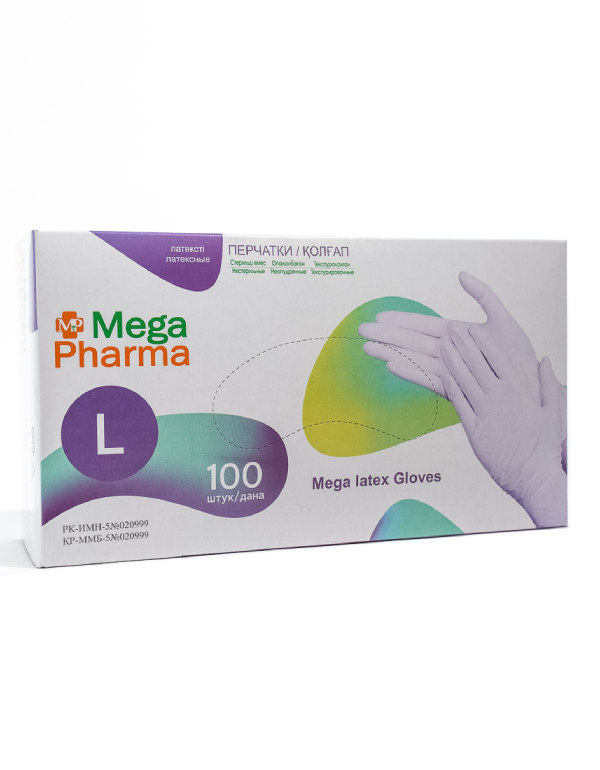 латексті
латексные
ПЕРЧАТКИ / ҚОЛҒАП
Стерильді емес Опаланбаған Текстураланған
Нестерильные Неопудренные Текстурированные
MP
Mega
Pharma
L
100
штук/дана
Mega latex Gloves
РК-ИМН-5№020999
ҚР-ММБ-5№020999